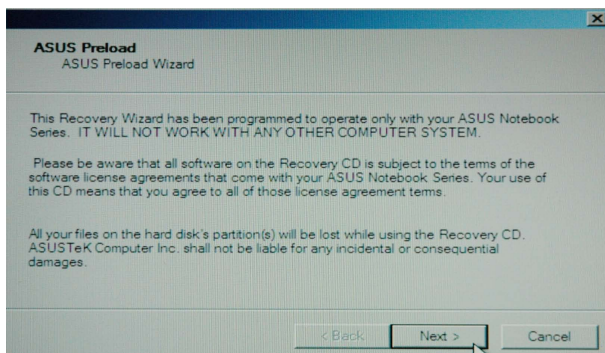 ASUS Preload
ASUS Preload Wizard
This Recovery Wizard has been programmed to operate only with your ASUS Notebook
Series. IT WILL NOT WORK WITH ANY OTHER COMPUTER SYSTEM.
Please be aware that all software on the Recovery CD is subject to the terms of the
software license agreements that come with your ASUS Notebook Series. Your use of
this CD means that you agree to all of those license agreement terms.
All your files on the hard disk's partition(s) will be lost while using the Recovery CD.
ASUSTeK Computer Inc. shall not be liable for any incidental or consequential
damages.
< Back Next > Cancel